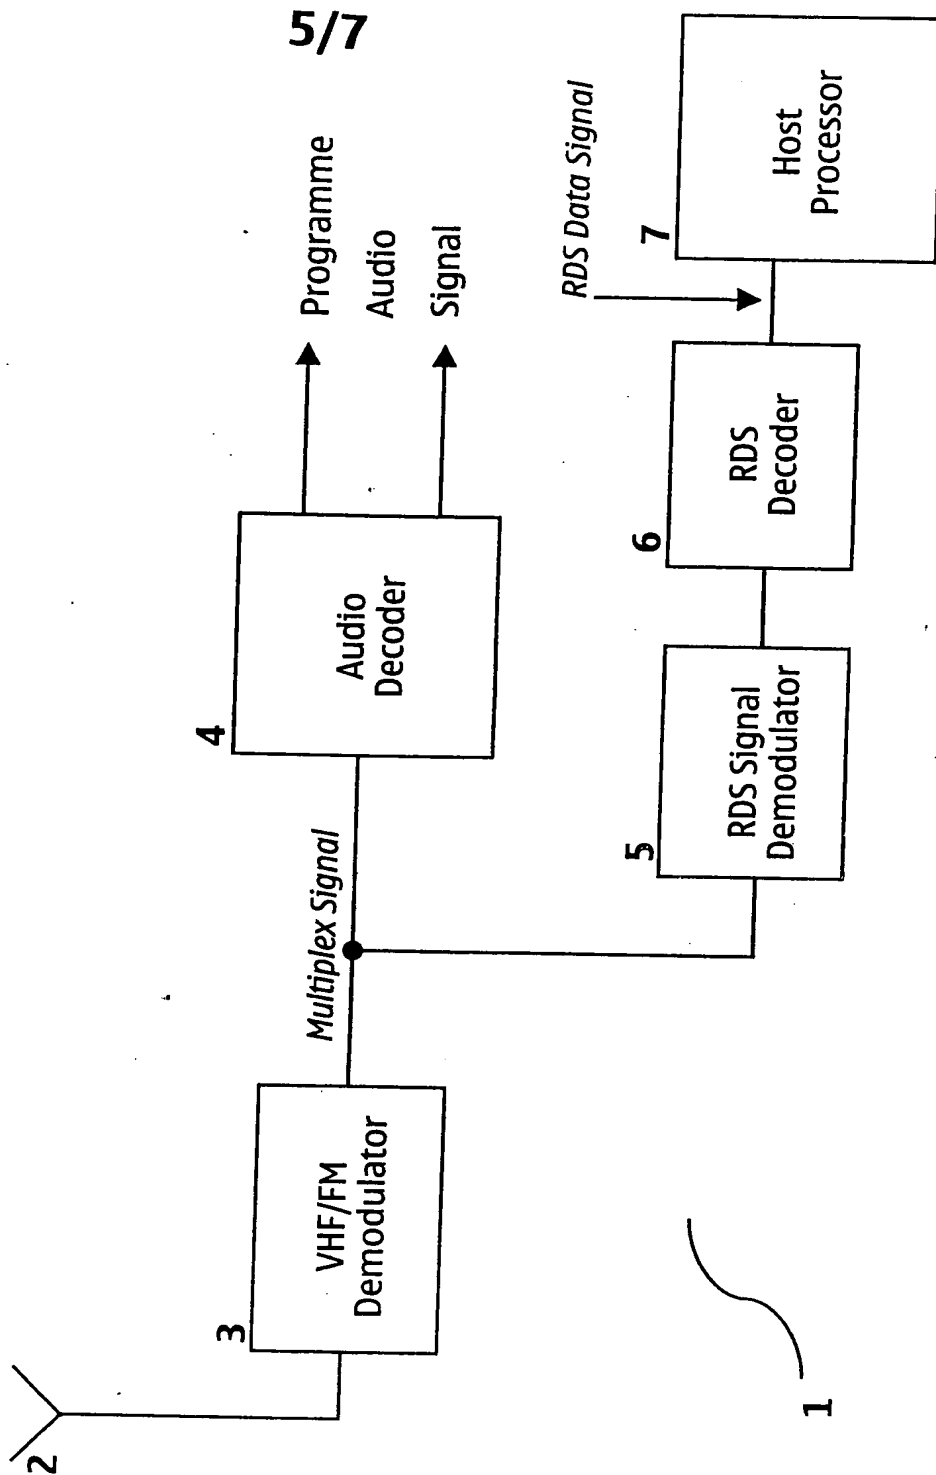 5/7
2
3
VHF/FM
Demodulator
Multiplex Signal
4
Audio
Decoder
Programme
Audio
Signal
5
RDS Signal
Demodulator
6
RDS
Decoder
RDS Data Signal
7
Host
Processor
1